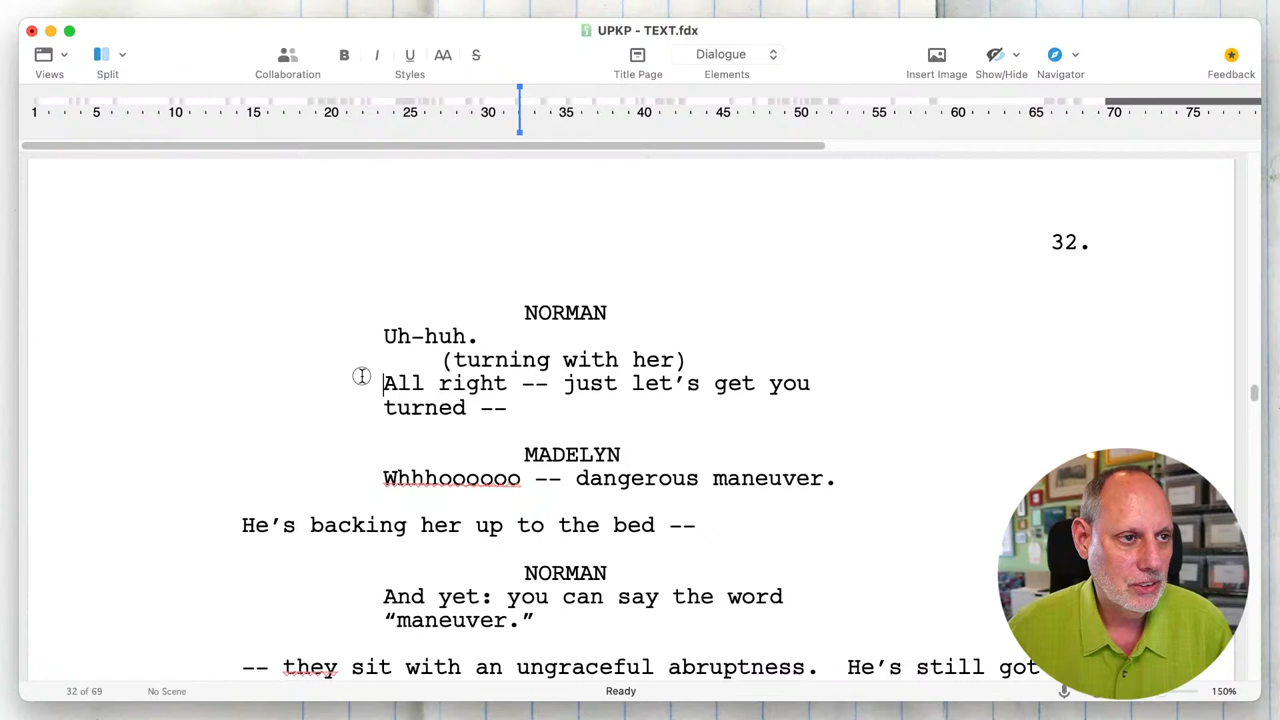 UPKP - TEXT.fdx
Views
Split
Collaboration
B I U AA S
Styles
Title Page
Dialogue
Elements
Insert Image
Show/Hide
Navigator
Feedback
1 5 10 15 20 25 30 35 40 45 50 55 60 65 70 75
32.
NORMAN
Uh-huh.
(turning with her)
All right -- just let’s get you
turned --
MADELYN
Whhhoooooo -- dangerous maneuver.
He’s backing her up to the bed --
NORMAN
And yet: you can say the word
“maneuver.”
-- they sit with an ungraceful abruptness.  He’s still got
32 of 69
No Scene
Ready
150%